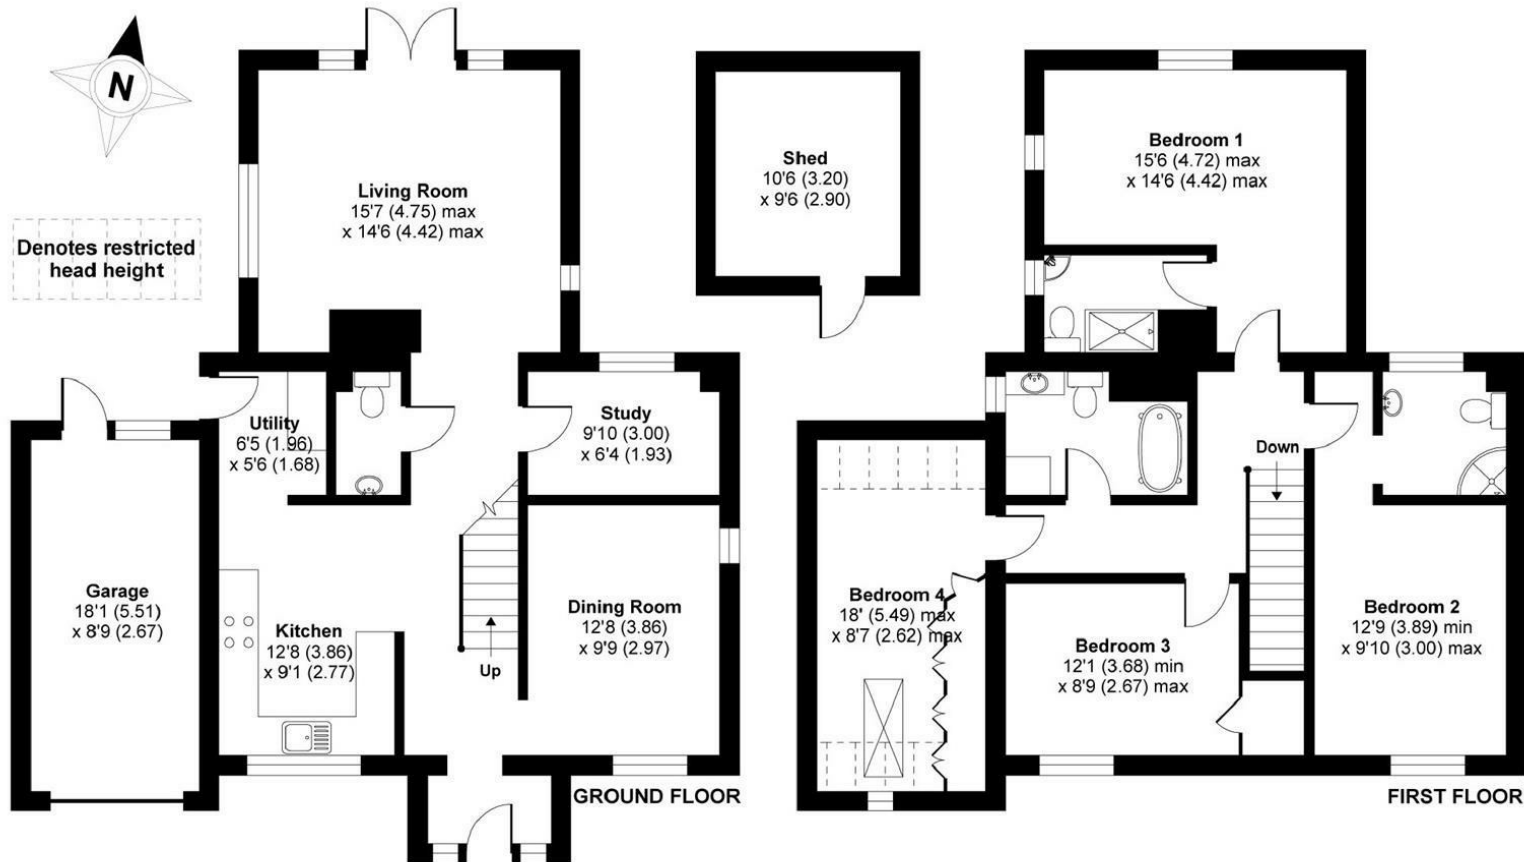 N
Denotes restricted
head height
Living Room
15'7 (4.75) max
x 14'6 (4.42) max
Shed
10'6 (3.20)
x 9'6 (2.90)
Bedroom 1
15'6 (4.72) max
x 14'6 (4.42) max
Utility
6'5 (1.96)
x 5'6 (1.68)
Study
9'10 (3.00)
x 6'4 (1.93)
Down
Garage
18'1 (5.51)
x 8'9 (2.67)
Kitchen
12'8 (3.86)
x 9'1 (2.77)
Up
Dining Room
12'8 (3.86)
x 9'9 (2.97)
Bedroom 4
18' (5.49) max
x 8'7 (2.62) max
Bedroom 3
12'1 (3.68) min
x 8'9 (2.67) max
Bedroom 2
12'9 (3.89) min
x 9'10 (3.00) max
GROUND FLOOR
FIRST FLOOR